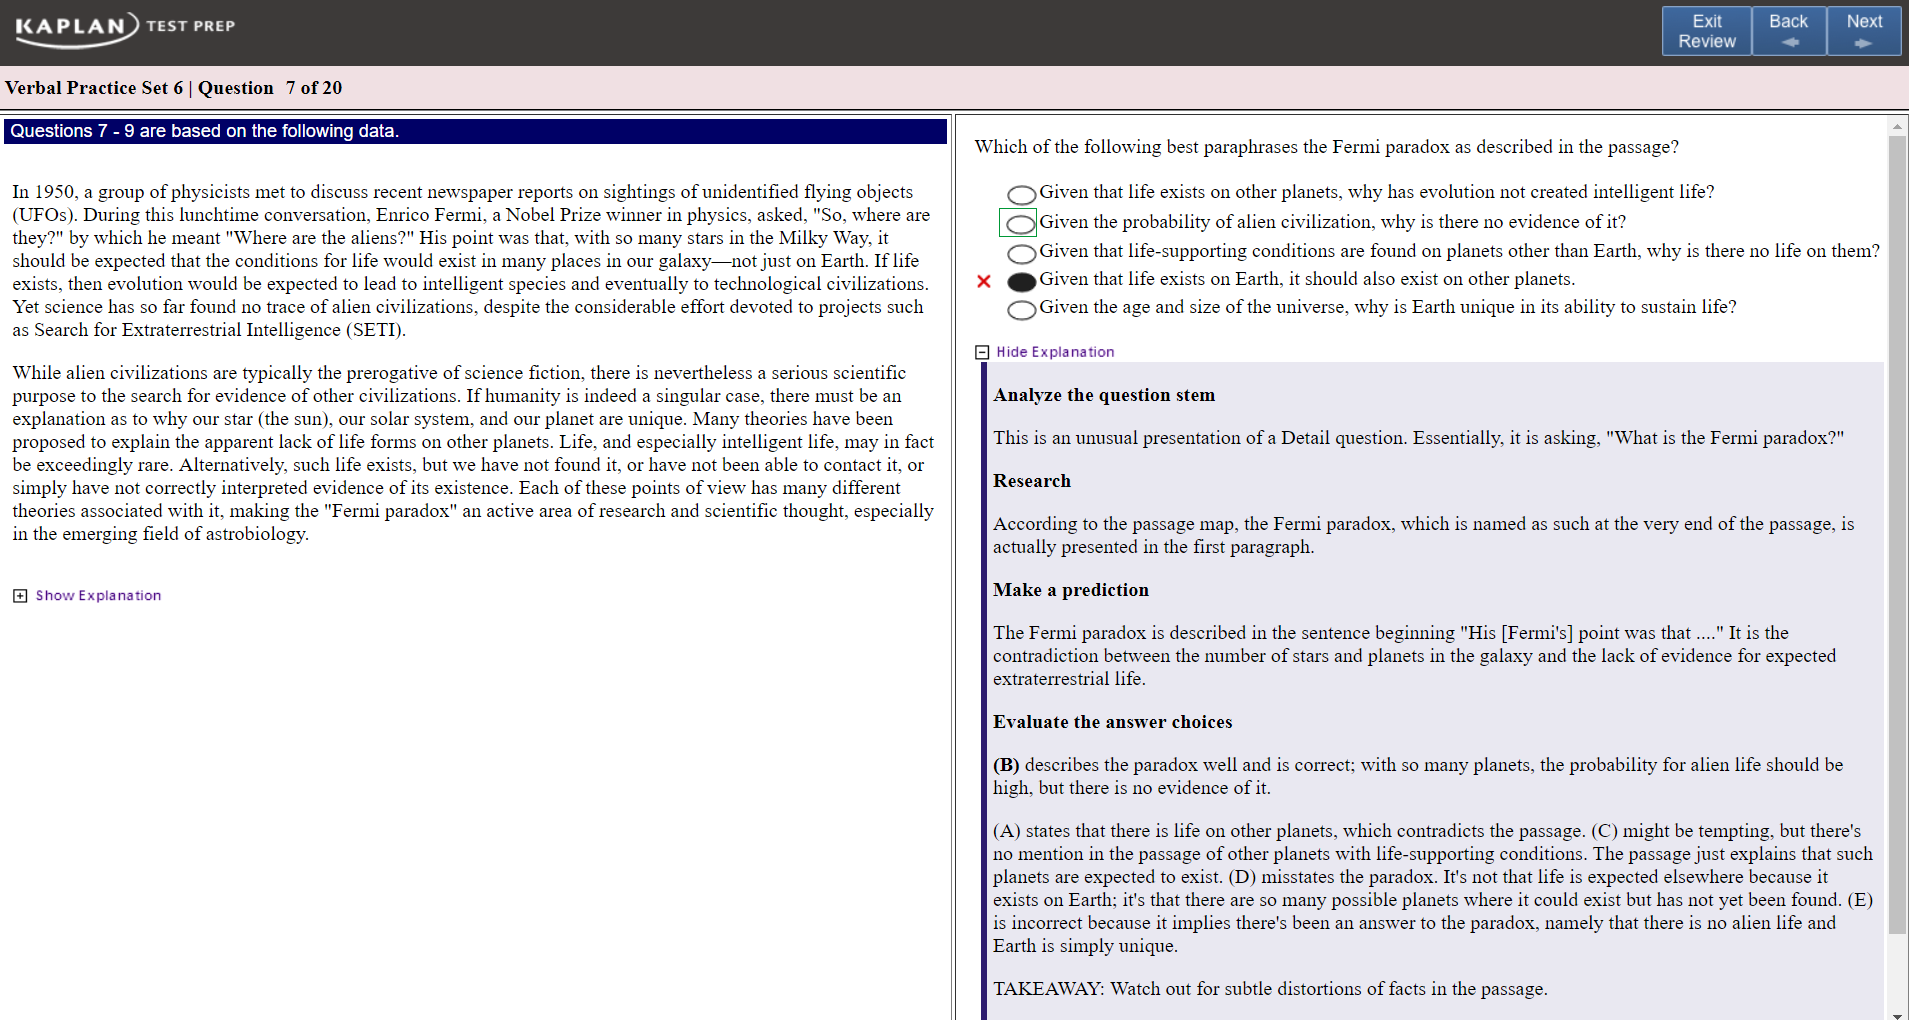 KAPLAN TEST PREP
Exit
Review
Back
Next
Verbal Practice Set 6 | Question 7 of 20
Questions 7 - 9 are based on the following data.
In 1950, a group of physicists met to discuss recent newspaper reports on sightings of unidentified flying objects
(UFOs). During this lunchtime conversation, Enrico Fermi, a Nobel Prize winner in physics, asked, "So, where are
they?" by which he meant "Where are the aliens?" His point was that, with so many stars in the Milky Way, it
should be expected that the conditions for life would exist in many places in our galaxy—not just on Earth. If life
exists, then evolution would be expected to lead to intelligent species and eventually to technological civilizations.
Yet science has so far found no trace of alien civilizations, despite the considerable effort devoted to projects such
as Search for Extraterrestrial Intelligence (SETI).
While alien civilizations are typically the prerogative of science fiction, there is nevertheless a serious scientific
purpose to the search for evidence of other civilizations. If humanity is indeed a singular case, there must be an
explanation as to why our star (the sun), our solar system, and our planet are unique. Many theories have been
proposed to explain the apparent lack of life forms on other planets. Life, and especially intelligent life, may in fact
be exceedingly rare. Alternatively, such life exists, but we have not found it, or have not been able to contact it, or
simply have not correctly interpreted evidence of its existence. Each of these points of view has many different
theories associated with it, making the "Fermi paradox" an active area of research and scientific thought, especially
in the emerging field of astrobiology.
Show Explanation
Which of the following best paraphrases the Fermi paradox as described in the passage?
Given that life exists on other planets, why has evolution not created intelligent life?
Given the probability of alien civilization, why is there no evidence of it?
Given that life-supporting conditions are found on planets other than Earth, why is there no life on them?
Given that life exists on Earth, it should also exist on other planets.
Given the age and size of the universe, why is Earth unique in its ability to sustain life?
Hide Explanation
Analyze the question stem
This is an unusual presentation of a Detail question. Essentially, it is asking, "What is the Fermi paradox?"
Research
According to the passage map, the Fermi paradox, which is named as such at the very end of the passage, is
actually presented in the first paragraph.
Make a prediction
The Fermi paradox is described in the sentence beginning "His [Fermi's] point was that ...." It is the
contradiction between the number of stars and planets in the galaxy and the lack of evidence for expected
extraterrestrial life.
Evaluate the answer choices
(B) describes the paradox well and is correct; with so many planets, the probability for alien life should be
high, but there is no evidence of it.
(A) states that there is life on other planets, which contradicts the passage. (C) might be tempting, but there's
no mention in the passage of other planets with life-supporting conditions. The passage just explains that such
planets are expected to exist. (D) misstates the paradox. It's not that life is expected elsewhere because it
exists on Earth; it's that there are so many possible planets where it could exist but has not yet been found. (E)
is incorrect because it implies there's been an answer to the paradox, namely that there is no alien life and
Earth is simply unique.
TAKEAWAY: Watch out for subtle distortions of facts in the passage.